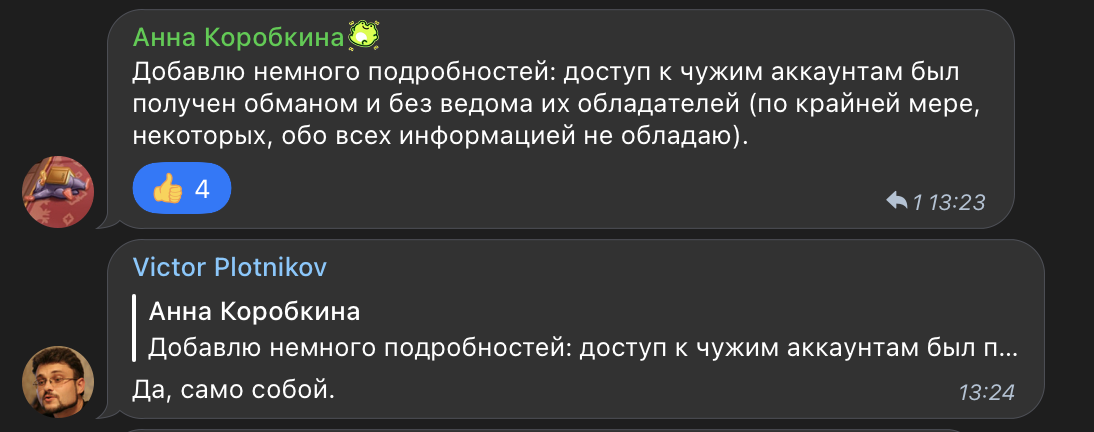 Анна Коробкина
Добавлю немного подробностей: доступ к чужим аккаунтам был
получен обманом и без ведома их обладателей (по крайней мере,
некоторых, обо всех информацией не обладаю).
4
1 13:23
Victor Plotnikov
Анна Коробкина
Добавлю немного подробностей: доступ к чужим аккаунтам был п...
Да, само собой.
13:24